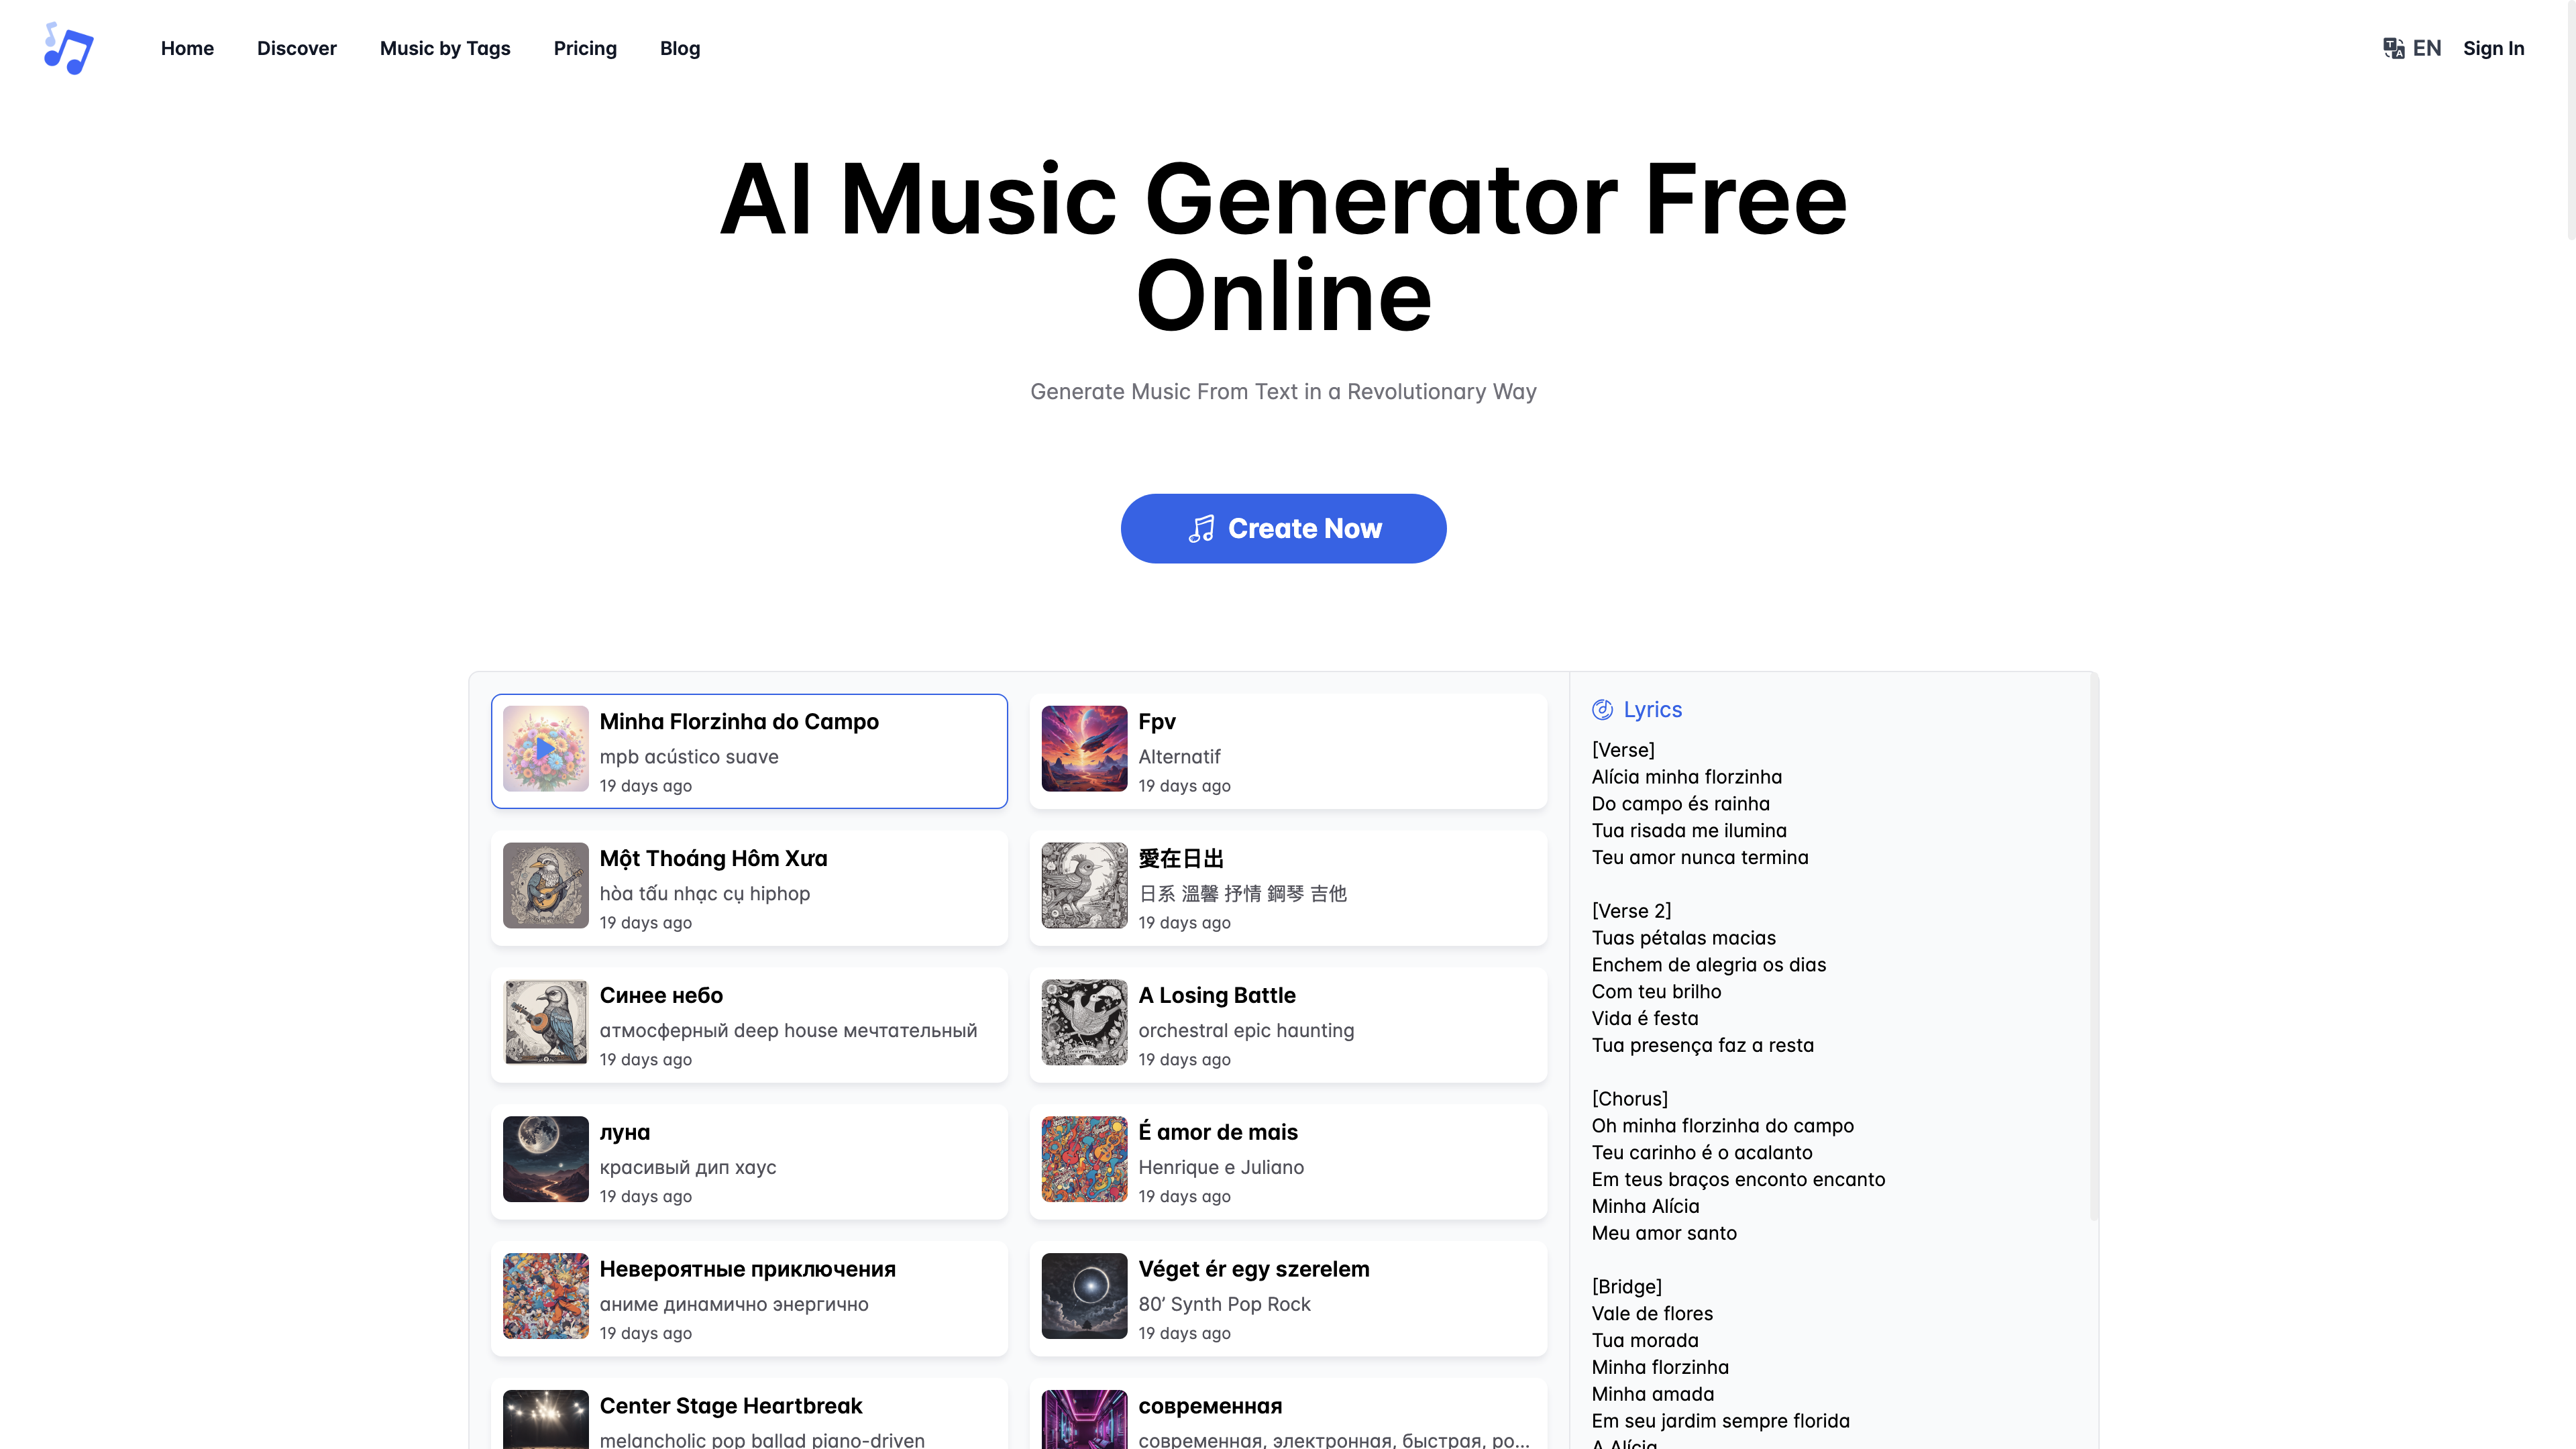 Home
Discover
Music by Tags
Pricing
Blog
EN
Sign In
AI Music Generator Free
Online
Generate Music From Text in a Revolutionary Way
Create Now
Minha Florzinha do Campo
mpb acústico suave
19 days ago
Fpv
Alternatif
19 days ago
Một Thoáng Hôm Xưa
hòa tấu nhạc cụ hiphop
19 days ago
愛在日出
日系 溫馨 抒情 鋼琴 吉他
19 days ago
Синее небо
атмосферный deep house мечтательный
19 days ago
A Losing Battle
orchestral epic haunting
19 days ago
луна
красивый дип хаус
19 days ago
É amor de mais
Henrique e Juliano
19 days ago
Невероятные приключения
аниме динамично энергично
19 days ago
Véget ér egy szerelem
80’ Synth Pop Rock
19 days ago
Center Stage Heartbreak
melancholic pop ballad piano-driven
современная
современная, электронная, быстрая, ро...
Lyrics
[Verse]
Alícia minha florzinha
Do campo és rainha
Tua risada me ilumina
Teu amor nunca termina
[Verse 2]
Tuas pétalas macias
Enchem de alegria os dias
Com teu brilho
Vida é festa
Tua presença faz a resta
[Chorus]
Oh minha florzinha do campo
Teu carinho é o acalanto
Em teus braços enconto encanto
Minha Alícia
Meu amor santo
[Bridge]
Vale de flores
Tua morada
Minha florzinha
Minha amada
Em seu jardim sempre florida
A Alícia